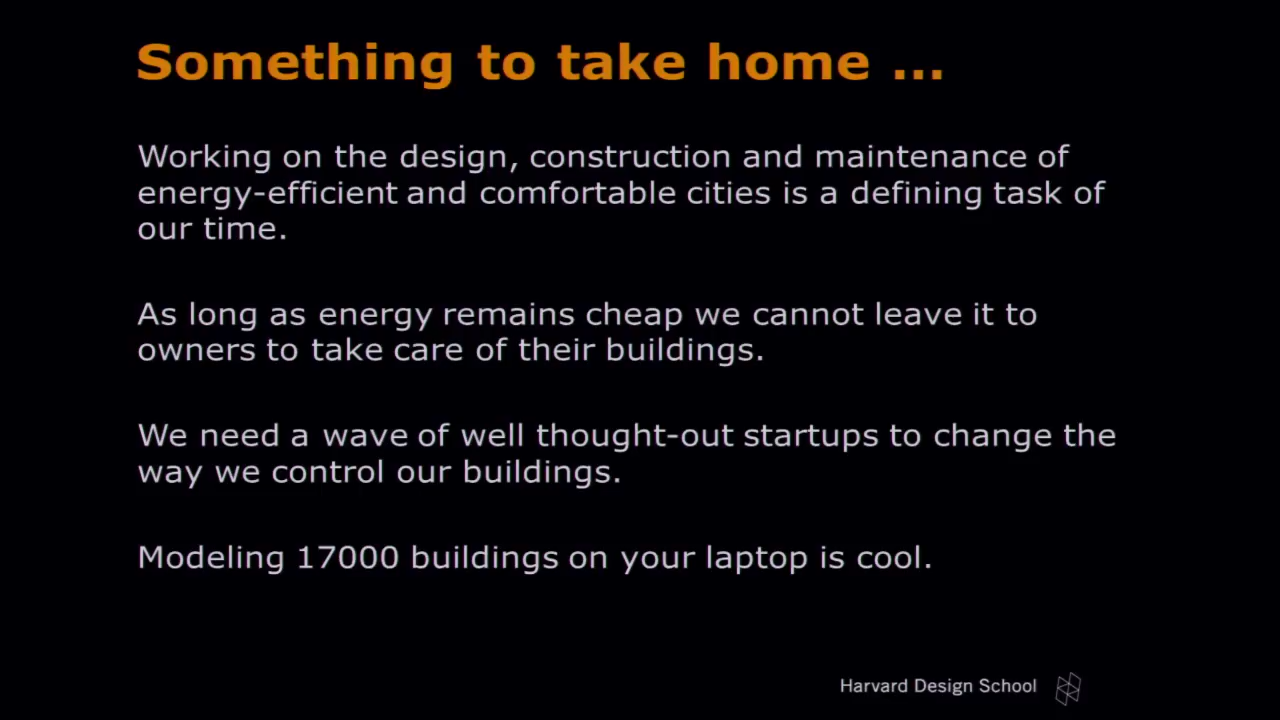 Something to take home ...
Working on the design, construction and maintenance of
energy-efficient and comfortable cities is a defining task of
our time.
As long as energy remains cheap we cannot leave it to
owners to take care of their buildings.
We need a wave of well thought-out startups to change the
way we control our buildings.
Modeling 17000 buildings on your laptop is cool.
Harvard Design School